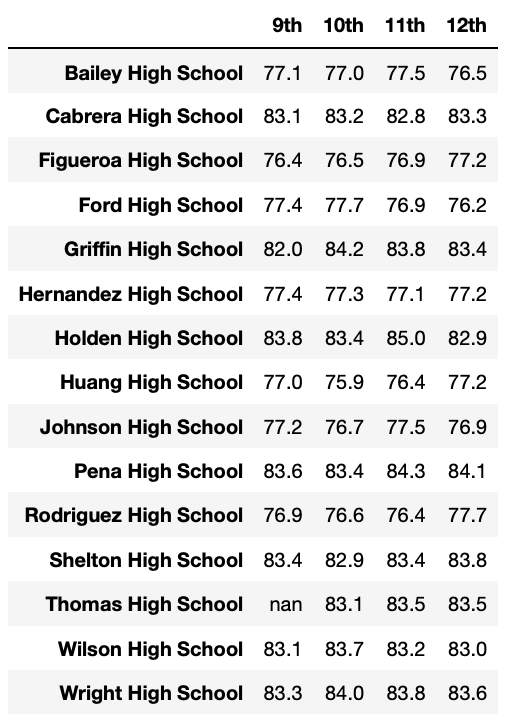 9th 10th 11th 12th
Bailey High School 77.1 77.0 77.5 76.5
Cabrera High School 83.1 83.2 82.8 83.3
Figueroa High School 76.4 76.5 76.9 77.2
Ford High School 77.4 77.7 76.9 76.2
Griffin High School 82.0 84.2 83.8 83.4
Hernandez High School 77.4 77.3 77.1 77.2
Holden High School 83.8 83.4 85.0 82.9
Huang High School 77.0 75.9 76.4 77.2
Johnson High School 77.2 76.7 77.5 76.9
Pena High School 83.6 83.4 84.3 84.1
Rodriguez High School 76.9 76.6 76.4 77.7
Shelton High School 83.4 82.9 83.4 83.8
Thomas High School nan 83.1 83.5 83.5
Wilson High School 83.1 83.7 83.2 83.0
Wright High School 83.3 84.0 83.8 83.6